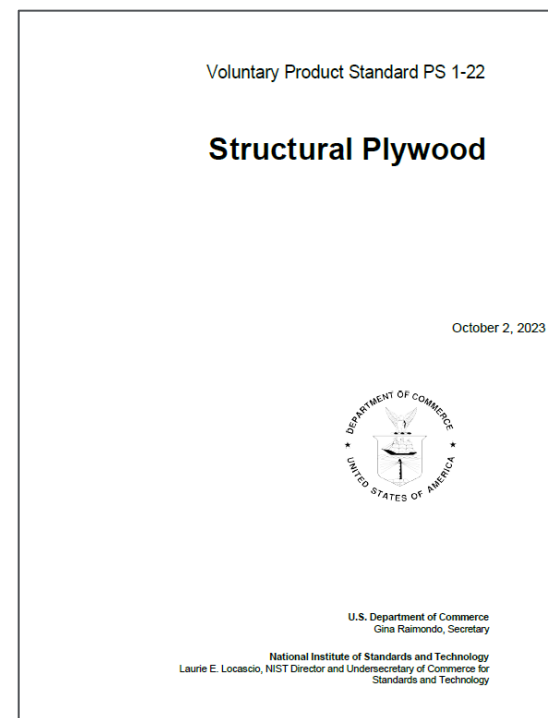 Voluntary Product Standard PS 1-22
Structural Plywood
October 2, 2023
DEPARTMENT OF COMMERCE
UNITED STATES OF AMERICA
U.S. Department of Commerce
Gina Raimondo, Secretary
National Institute of Standards and Technology
Laurie E. Locascio, NIST Director and Undersecretary of Commerce for
Standards and Technology